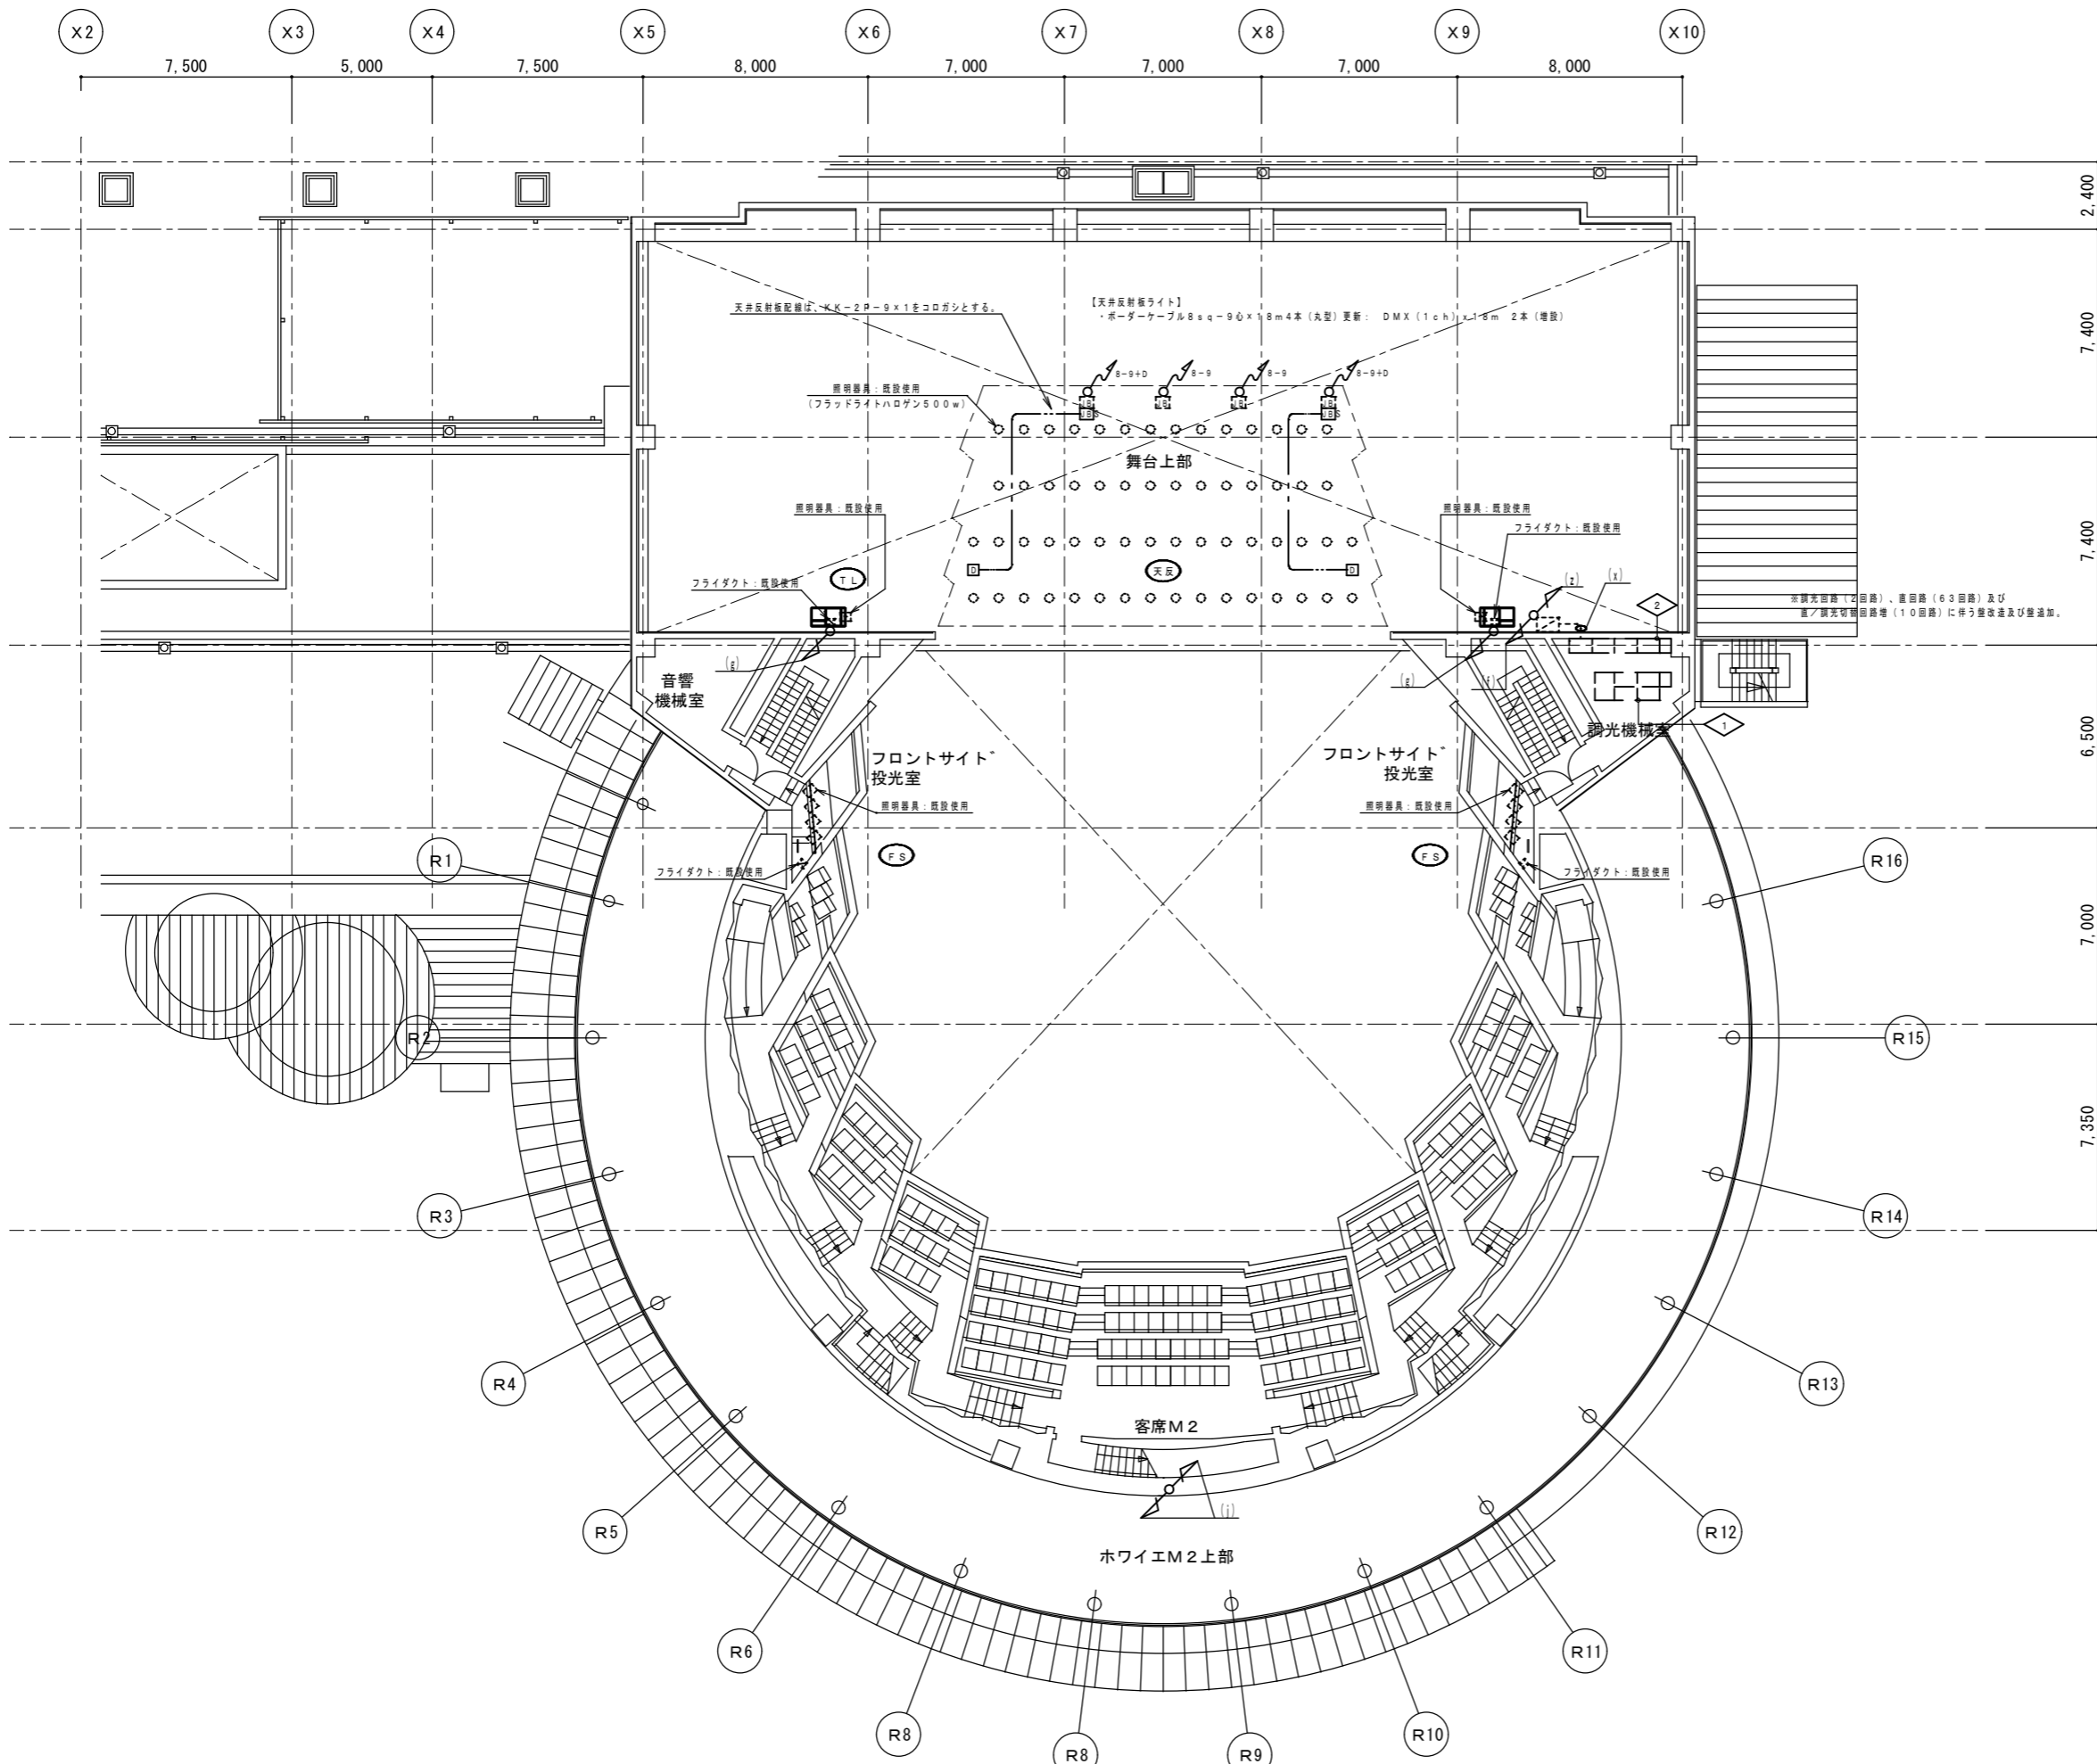 X2
X3
X4
X5
X6
X7
X8
X9
X10
7,500
5,000
7,500
8,000
7,000
7,000
7,000
8,000
2,400
7,400
7,400
6,500
7,000
7,350
天井反射板配線は、KK-2P-9×1をコロガシとする。
【天井反射板ライト】
・ボーダーケーブル8sq-9心×18m4本(丸型)更新: DMX(1ch)x18m 2本(増設)
8-9+D
8-9
8-9
8-9+D
照明器具:既設使用
(フラッドライトハロゲン500w)
JB
JB
JB
JB
JBS
JBS
舞台上部
照明器具:既設使用
照明器具:既設使用
フライダクト:既設使用
フライダクト:既設使用
TL
D
天反
D
(z)
(x)
2
※調光回路(2回路)、直回路(63回路)及び
直/調光切替回路増(10回路)に伴う盤改造及び盤追加。
(g)
(g)
(f)
音響
機械室
調光機械室
1
フロントサイド゛
投光室
フロントサイド゛
投光室
照明器具:既設使用
照明器具:既設使用
FS
FS
フライダクト:既設使用
フライダクト:既設使用
R1
R16
R2
R15
R3
R14
R4
R13
客席M2
(j)
R5
R12
ホワイエM2上部
R6
R11
R8
R10
R8
R9